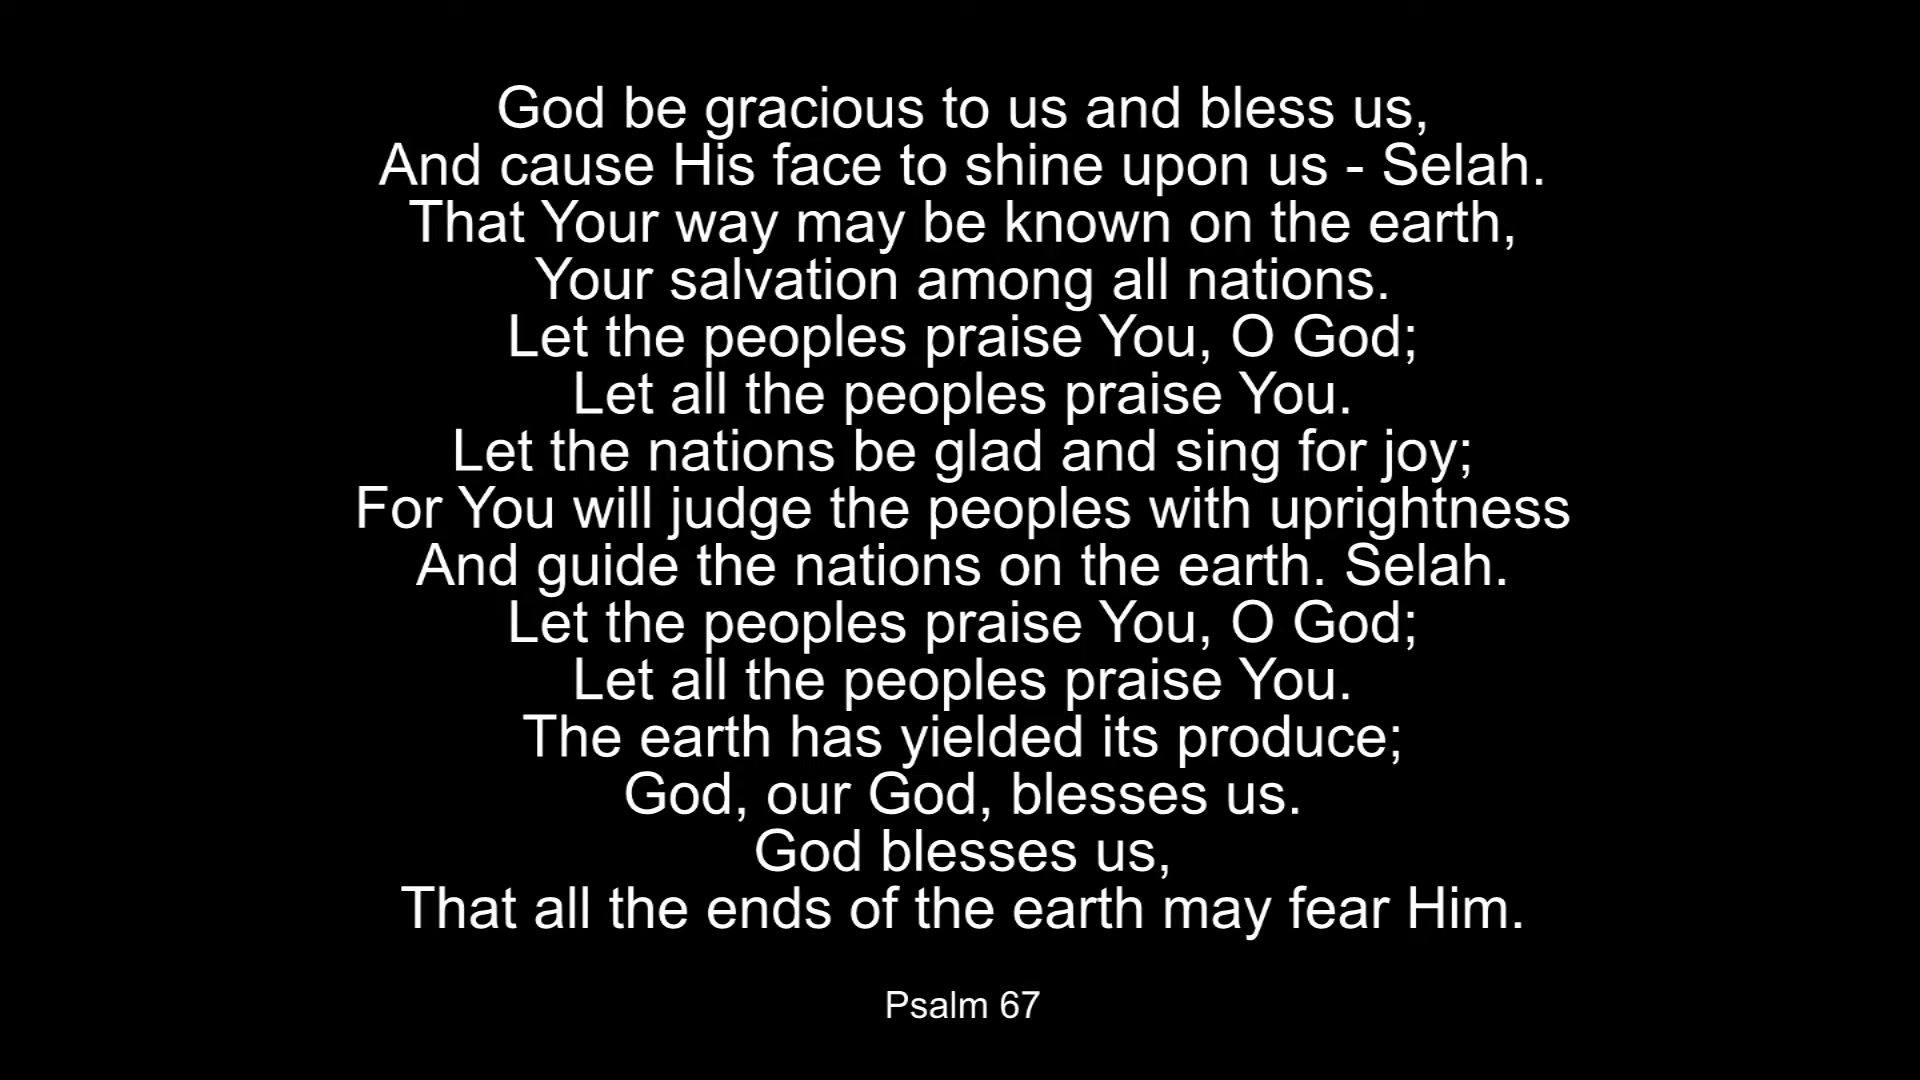 God be gracious to us and bless us,
And cause His face to shine upon us - Selah.
That Your way may be known on the earth,
Your salvation among all nations.
Let the peoples praise You, O God;
Let all the peoples praise You.
Let the nations be glad and sing for joy;
For You will judge the peoples with uprightness
And guide the nations on the earth. Selah.
Let the peoples praise You, O God;
Let all the peoples praise You.
The earth has yielded its produce;
God, our God, blesses us.
God blesses us,
That all the ends of the earth may fear Him.
Psalm 67